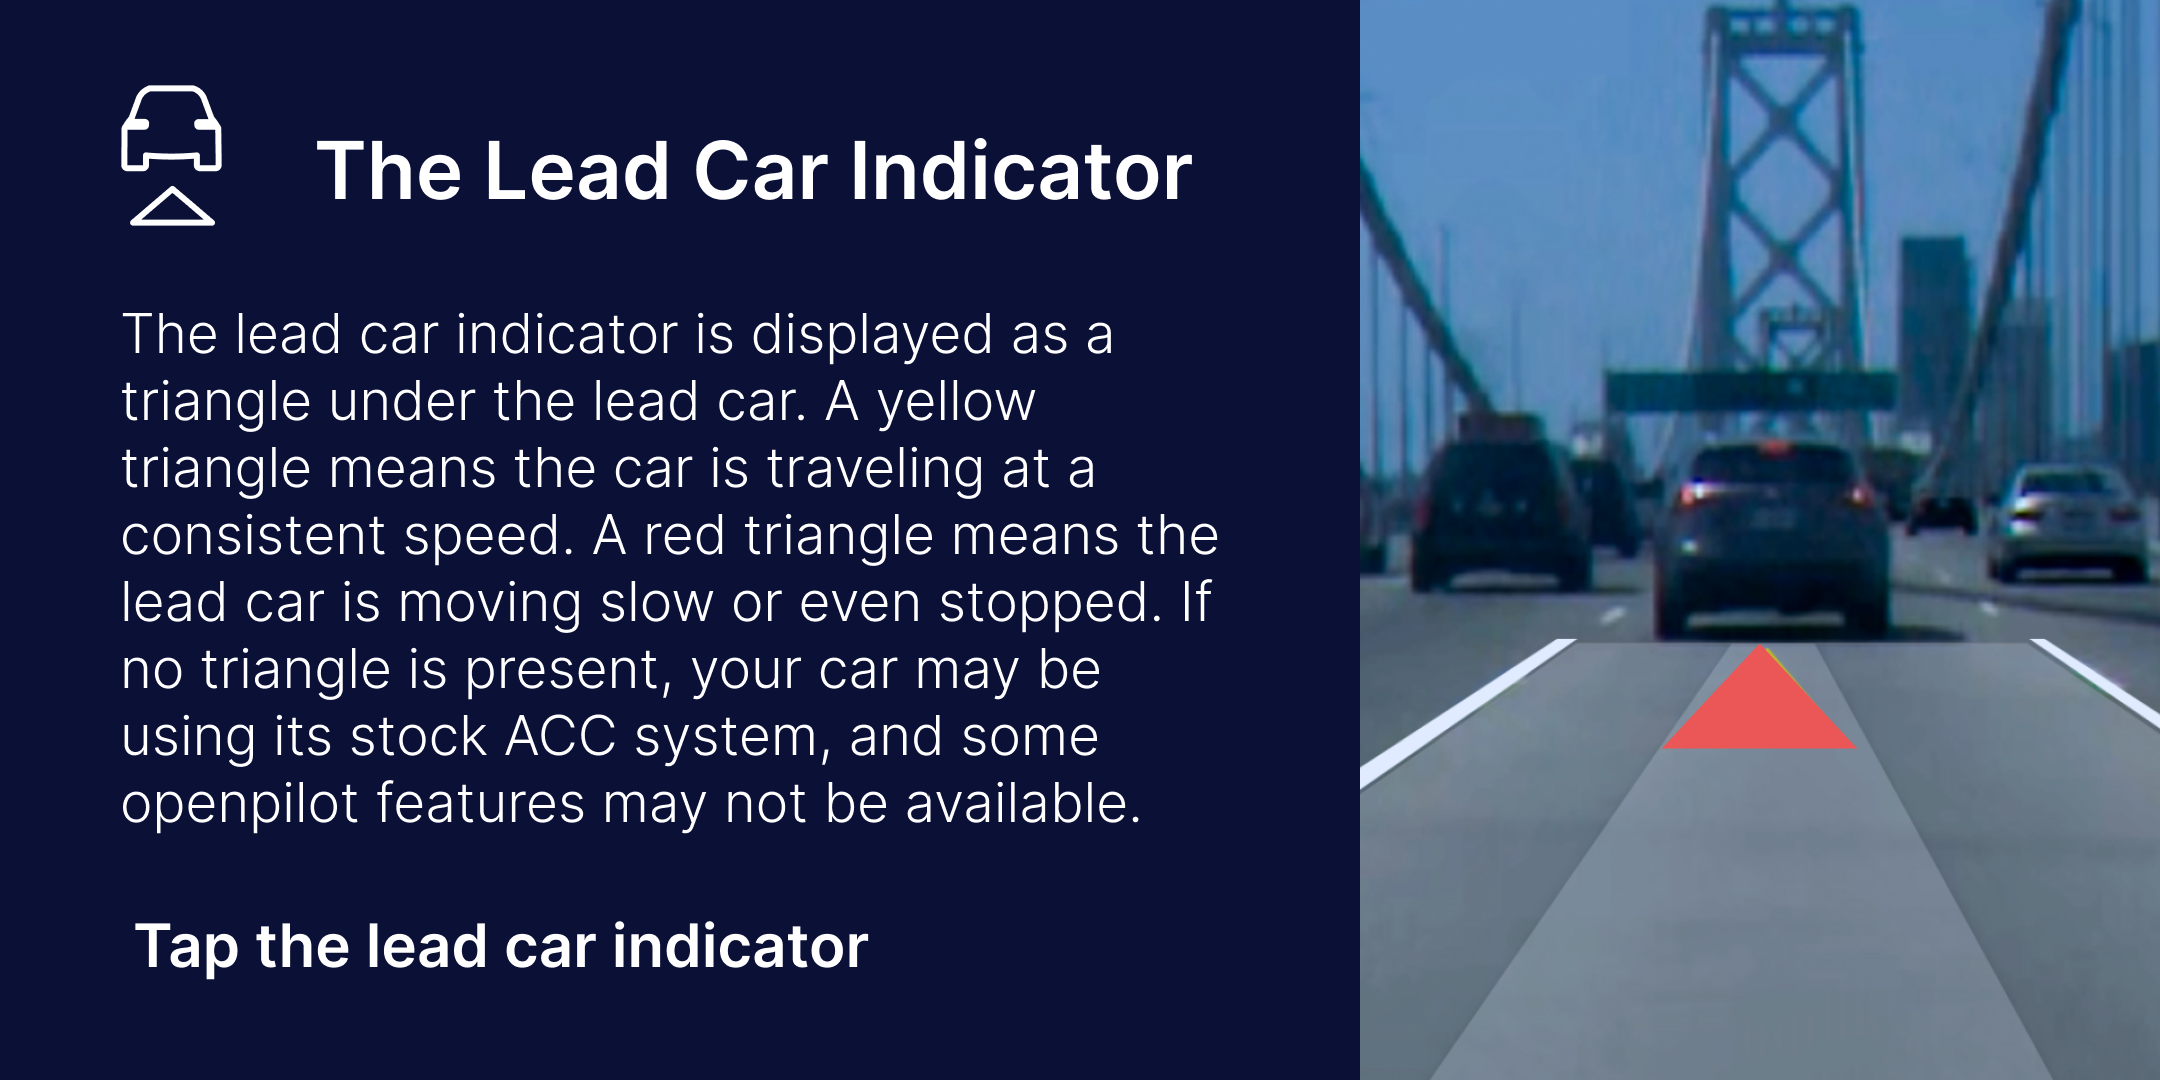 The Lead Car Indicator
The lead car indicator is displayed as a
triangle under the lead car. A yellow
triangle means the car is traveling at a
consistent speed. A red triangle means the
lead car is moving slow or even stopped. If
no triangle is present, your car may be
using its stock ACC system, and some
openpilot features may not be available.
Tap the lead car indicator